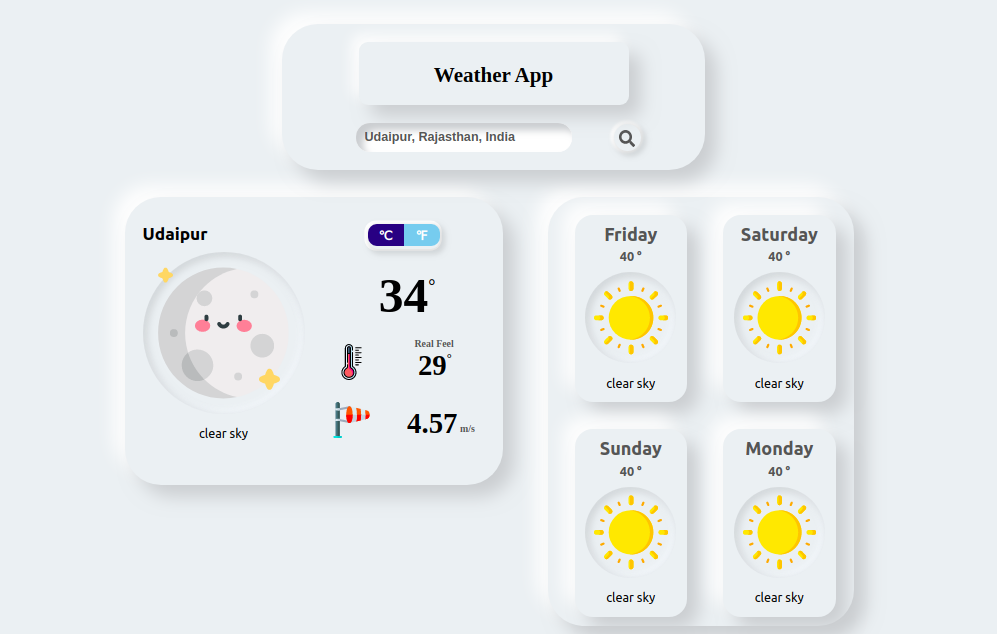 Weather App
Udaipur, Rajasthan, India
Udaipur
°C °F
34°
Real Feel
29°
4.57 m/s
clear sky
Friday
40 °
clear sky
Saturday
40 °
clear sky
Sunday
40 °
clear sky
Monday
40 °
clear sky